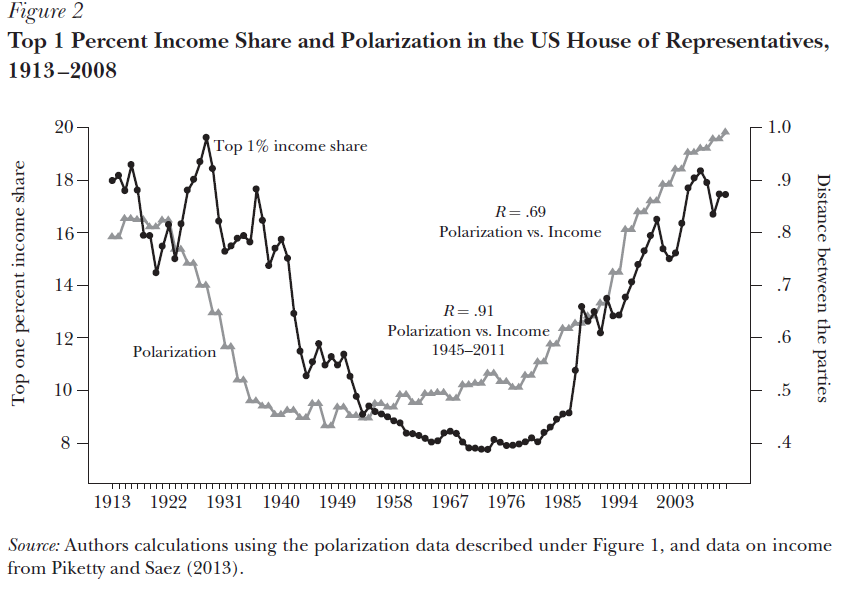 Figure 2
Top 1 Percent Income Share and Polarization in the US House of Representatives,
1913–2008
20
18
16
14
12
10
8
Top one percent income share
1.0
.9
.8
.7
.6
.5
.4
Distance between the parties
Top 1% income share
R = .69
Polarization vs. Income
R = .91
Polarization vs. Income
1945–2011
Polarization
1913 1922 1931 1940 1949 1958 1967 1976 1985 1994 2003
Source: Authors calculations using the polarization data described under Figure 1, and data on income
from Piketty and Saez (2013).